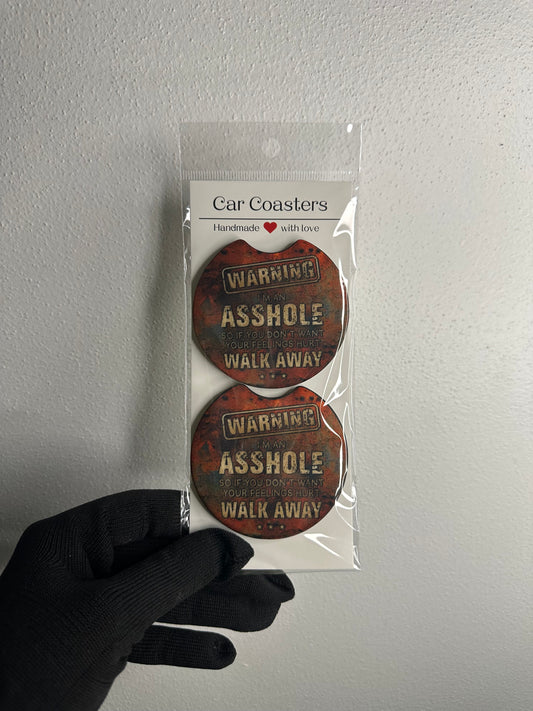 Car Coasters
Handmade ❤ with love
WARNING
I'M AN
ASSHOLE
SO IF YOU DON'T WANT
YOUR FEELINGS HURT
WALK AWAY
WARNING
I'M AN
ASSHOLE
SO IF YOU DON'T WANT
YOUR FEELINGS HURT
WALK AWAY